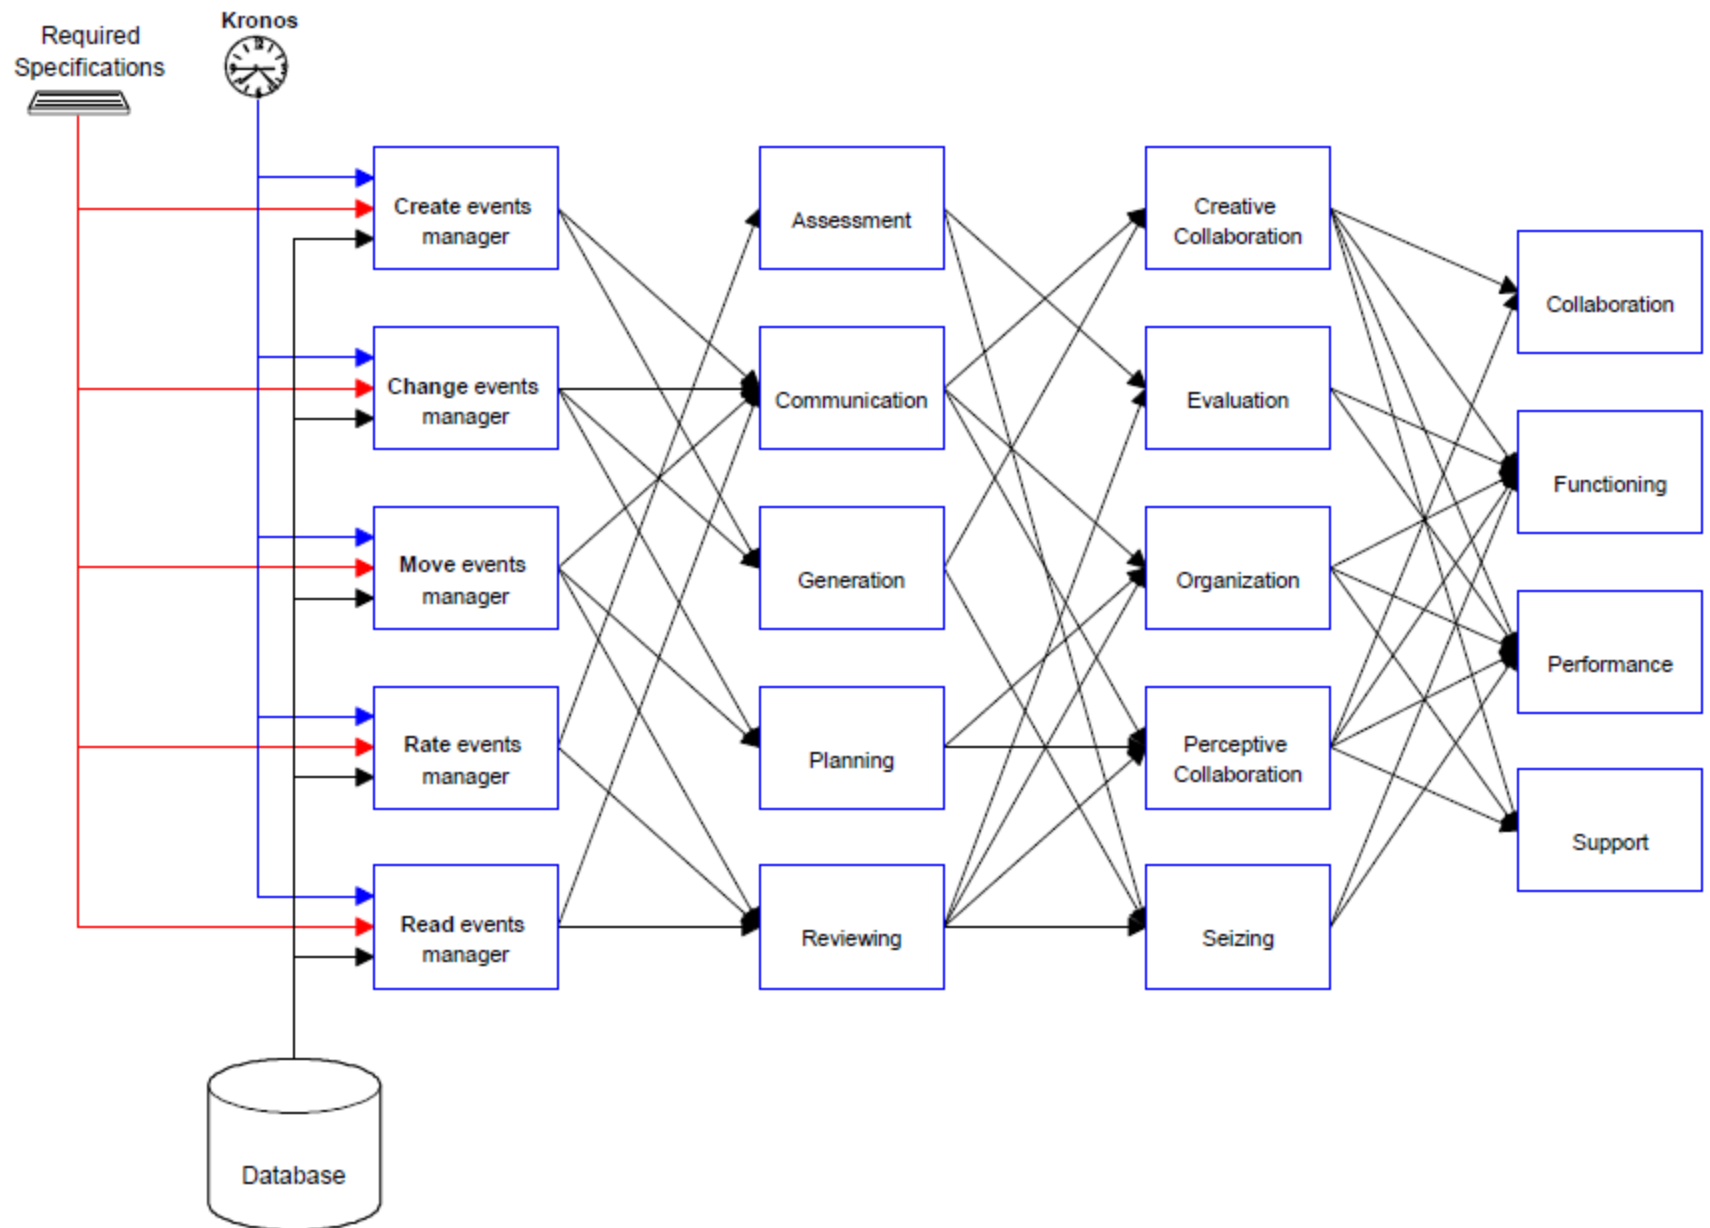 Kronos
Required
Specifications
Create events
manager
Assessment
Creative
Collaboration
Collaboration
Change events
manager
Communication
Evaluation
Functioning
Move events
manager
Generation
Organization
Performance
Rate events
manager
Planning
Perceptive
Collaboration
Support
Read events
manager
Reviewing
Seizing
Database